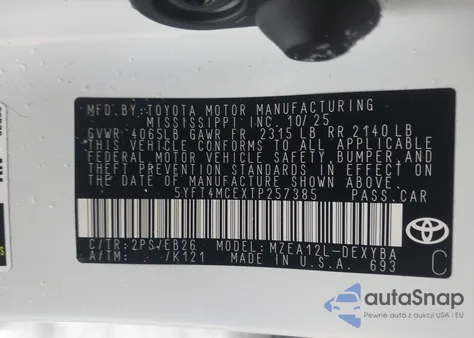 MFD. BY: TOYOTA MOTOR MANUFACTURING
MISSISSIPPI INC. 10/25
GVWR 4065LB GAWR FR 2315 LB RR 2140 LB
THIS VEHICLE CONFORMS TO ALL APPLICABLE
FEDERAL MOTOR VEHICLE SAFETY, BUMPER, AND
THEFT PREVENTION STANDARDS IN EFFECT ON
THE DATE OF MANUFACTURE SHOWN ABOVE.
5YFT4MCEXTP257385 PASS. CAR
C/TR: 2PS/EB26 MODEL: MZEA12L-DEXYBA
A/TM: /K121 MADE IN U.S.A. 693
C
TOYOTA
autoSnap
Pewne auta z aukcji USA i EU